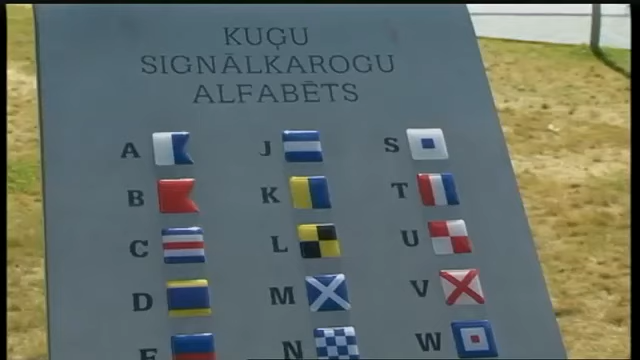 KUĢU
SIGNĀLKAROGU
ALFABĒTS
A J S
B K T
C L U
D M V
E N W